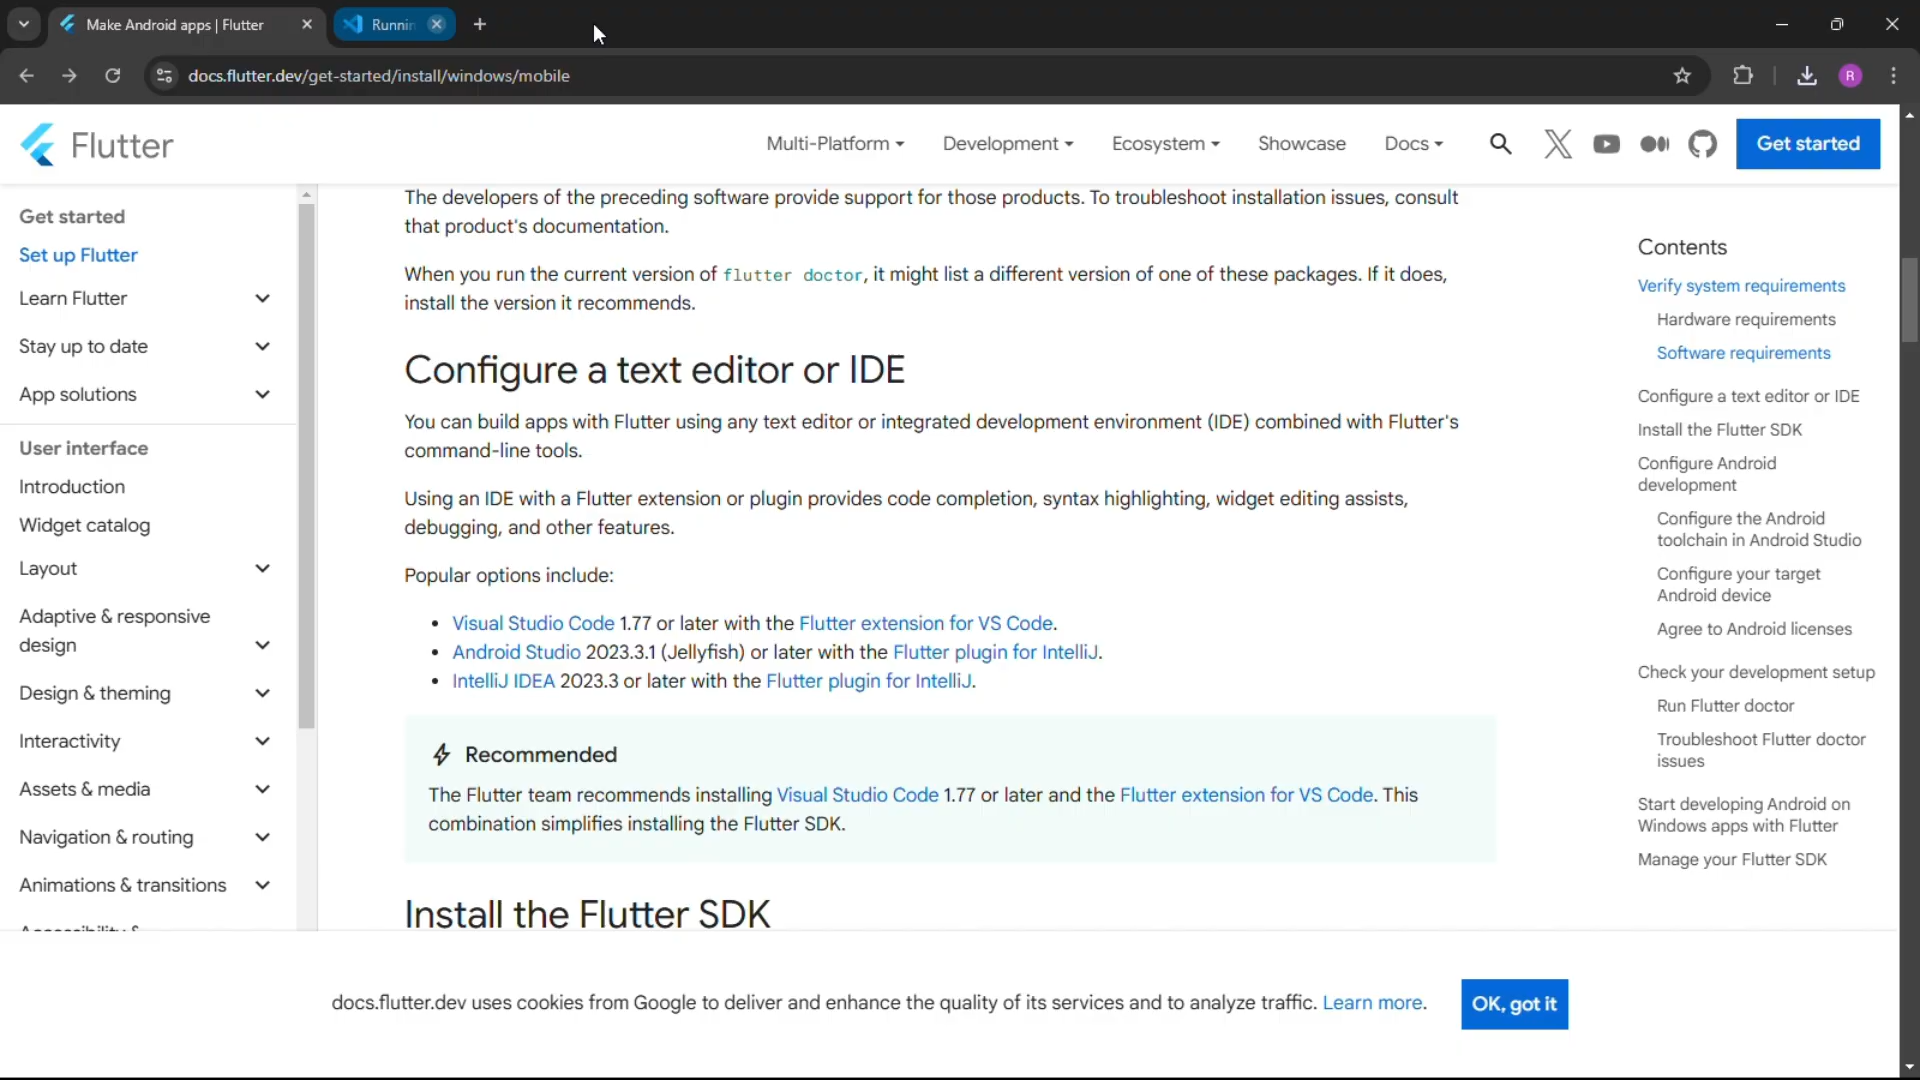 Make Android apps | Flutter
Runnin
docs.flutter.dev/get-started/install/windows/mobile
R
Flutter
Multi-Platform
Development
Ecosystem
Showcase
Docs
Get started
Get started
Set up Flutter
Learn Flutter
Stay up to date
App solutions
User interface
Introduction
Widget catalog
Layout
Adaptive & responsive
design
Design & theming
Interactivity
Assets & media
Navigation & routing
Animations & transitions
The developers of the preceding software provide support for those products. To troubleshoot installation issues, consult
that product's documentation.
When you run the current version of flutter doctor, it might list a different version of one of these packages. If it does,
install the version it recommends.
Configure a text editor or IDE
You can build apps with Flutter using any text editor or integrated development environment (IDE) combined with Flutter's
command-line tools.
Using an IDE with a Flutter extension or plugin provides code completion, syntax highlighting, widget editing assists,
debugging, and other features.
Popular options include:
• Visual Studio Code 1.77 or later with the Flutter extension for VS Code.
• Android Studio 2023.3.1 (Jellyfish) or later with the Flutter plugin for IntelliJ.
• IntelliJ IDEA 2023.3 or later with the Flutter plugin for IntelliJ.
Recommended
The Flutter team recommends installing Visual Studio Code 1.77 or later and the Flutter extension for VS Code. This
combination simplifies installing the Flutter SDK.
Install the Flutter SDK
Contents
Verify system requirements
Hardware requirements
Software requirements
Configure a text editor or IDE
Install the Flutter SDK
Configure Android
development
Configure the Android
toolchain in Android Studio
Configure your target
Android device
Agree to Android licenses
Check your development setup
Run Flutter doctor
Troubleshoot Flutter doctor
issues
Start developing Android on
Windows apps with Flutter
Manage your Flutter SDK
docs.flutter.dev uses cookies from Google to deliver and enhance the quality of its services and to analyze traffic. Learn more.
OK, got it